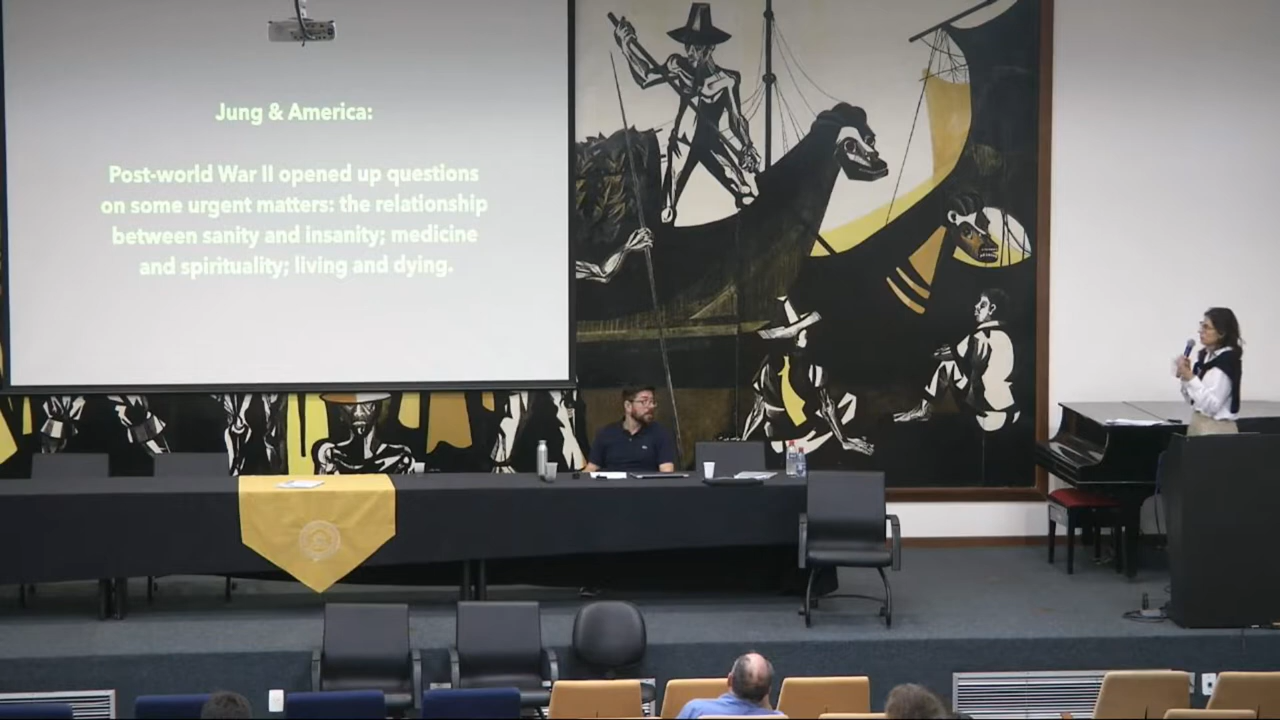 Jung & America:
Post-world War II opened up questions
on some urgent matters: the relationship
between sanity and insanity; medicine
and spirituality; living and dying.